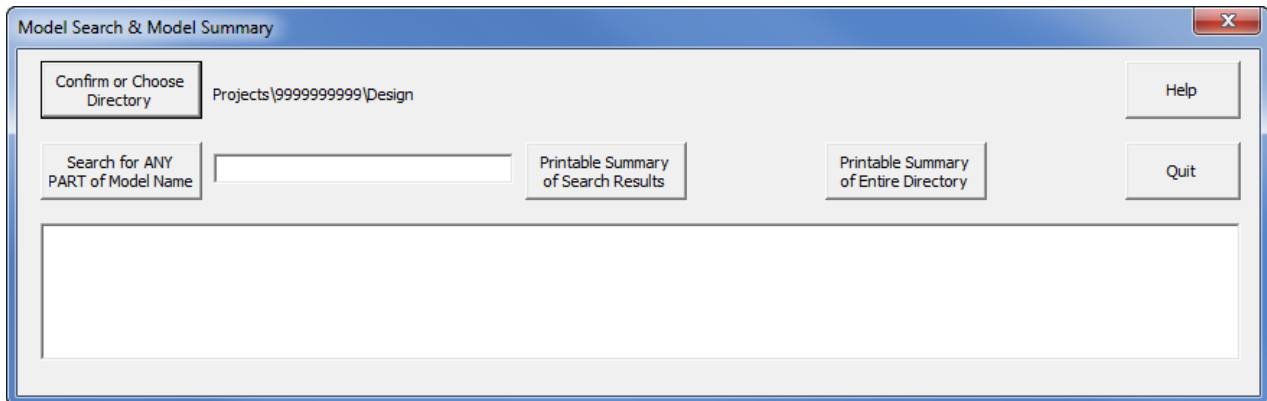 Model Search & Model Summary
X
Confirm or Choose
Directory
Projects\9999999999\Design
Help
Search for ANY
PART of Model Name
Printable Summary
of Search Results
Printable Summary
of Entire Directory
Quit